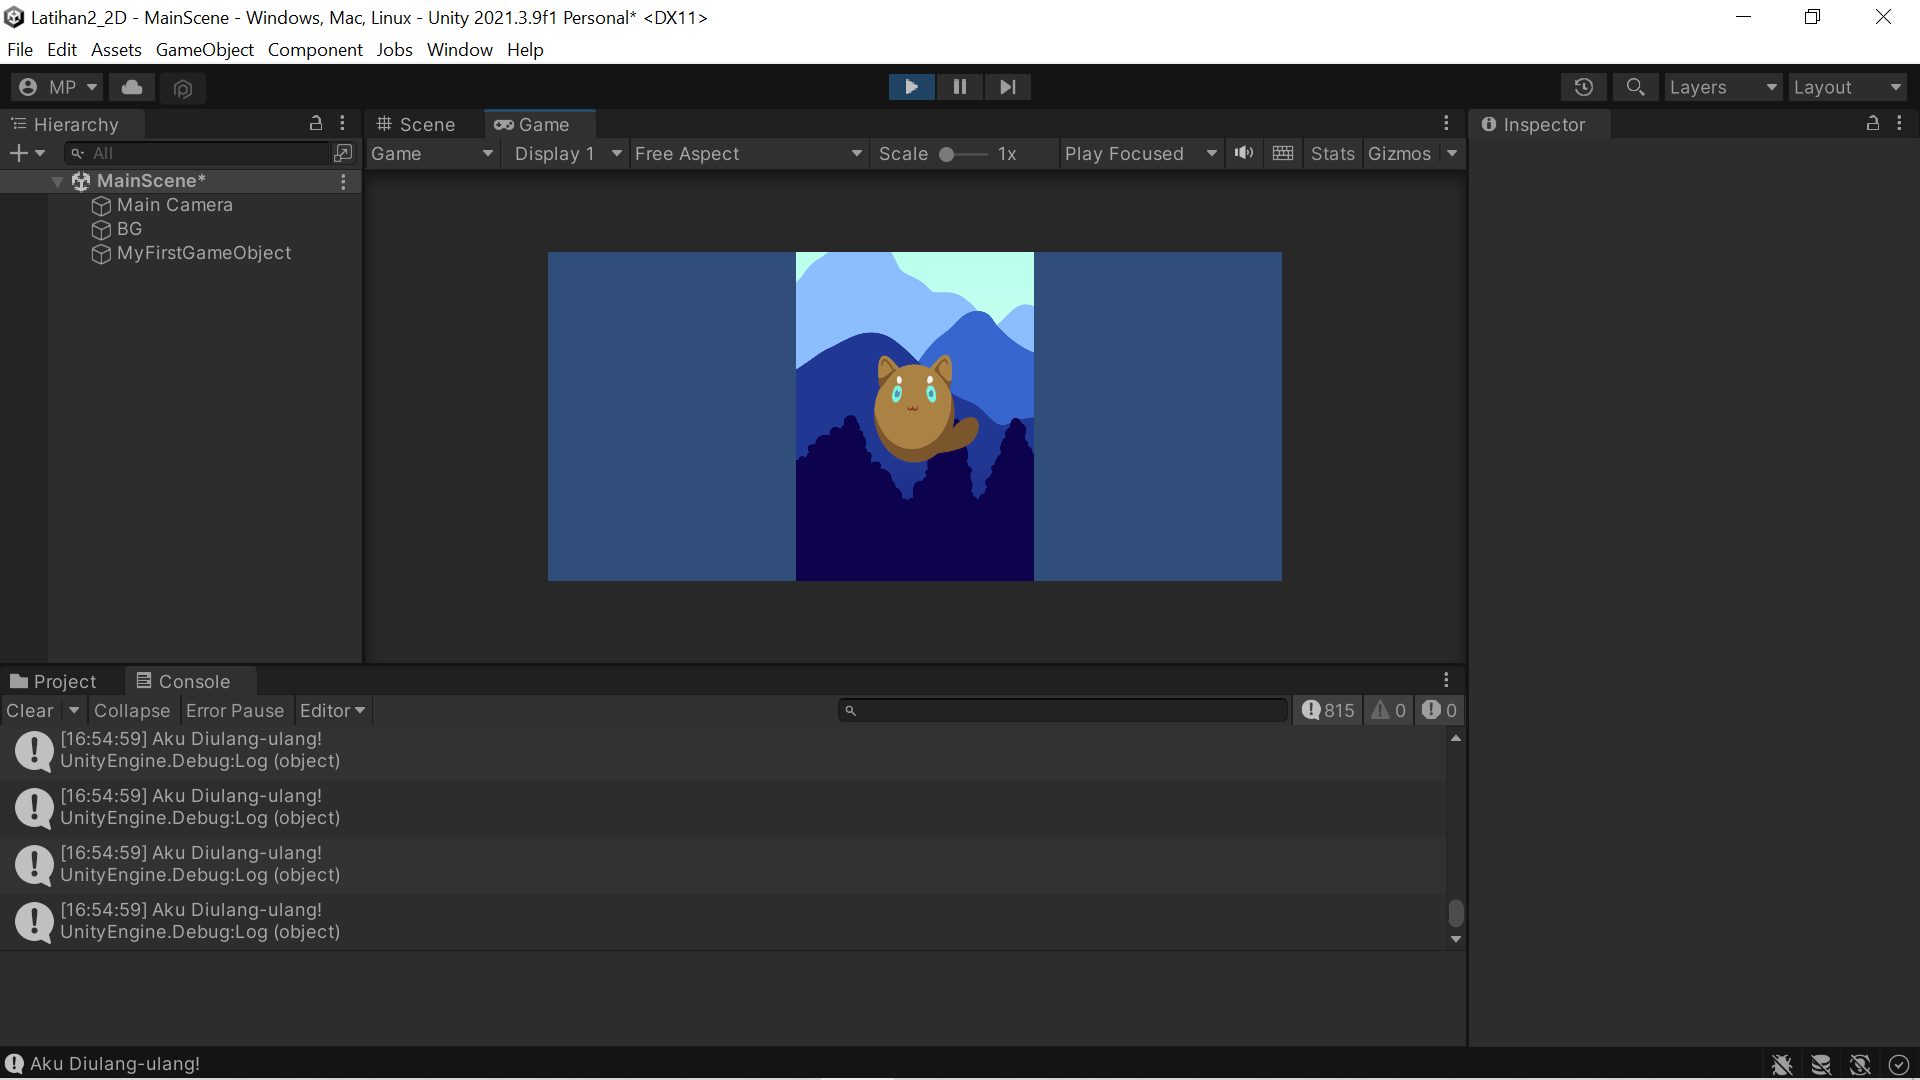 Latihan2_2D - MainScene - Windows, Mac, Linux - Unity 2021.3.9f1 Personal* <DX11>
File Edit Assets GameObject Component Jobs Window Help
MP Layers Layout
Hierarchy Scene Game Inspector
All Game Display 1 Free Aspect Scale 1x Play Focused Stats Gizmos
MainScene*
Main Camera
BG
MyFirstGameObject
Project Console
Clear Collapse Error Pause Editor 815 0 0
[16:54:59] Aku Diulang-ulang!
UnityEngine.Debug:Log (object)
[16:54:59] Aku Diulang-ulang!
UnityEngine.Debug:Log (object)
[16:54:59] Aku Diulang-ulang!
UnityEngine.Debug:Log (object)
[16:54:59] Aku Diulang-ulang!
UnityEngine.Debug:Log (object)
Aku Diulang-ulang!